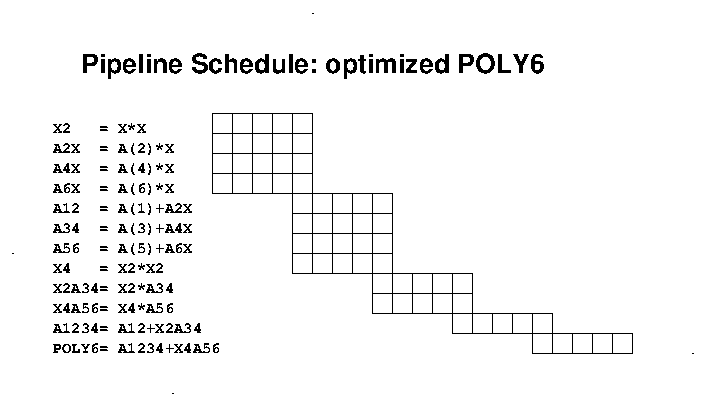 Pipeline Schedule: optimized POLY6
X2 = X*X
A2X = A(2)*X
A4X = A(4)*X
A6X = A(6)*X
A12 = A(1)+A2X
A34 = A(3)+A4X
A56 = A(5)+A6X
X4 = X2*X2
X2A34= X2*A34
X4A56= X4*A56
A1234= A12+X2A34
POLY6= A1234+X4A56